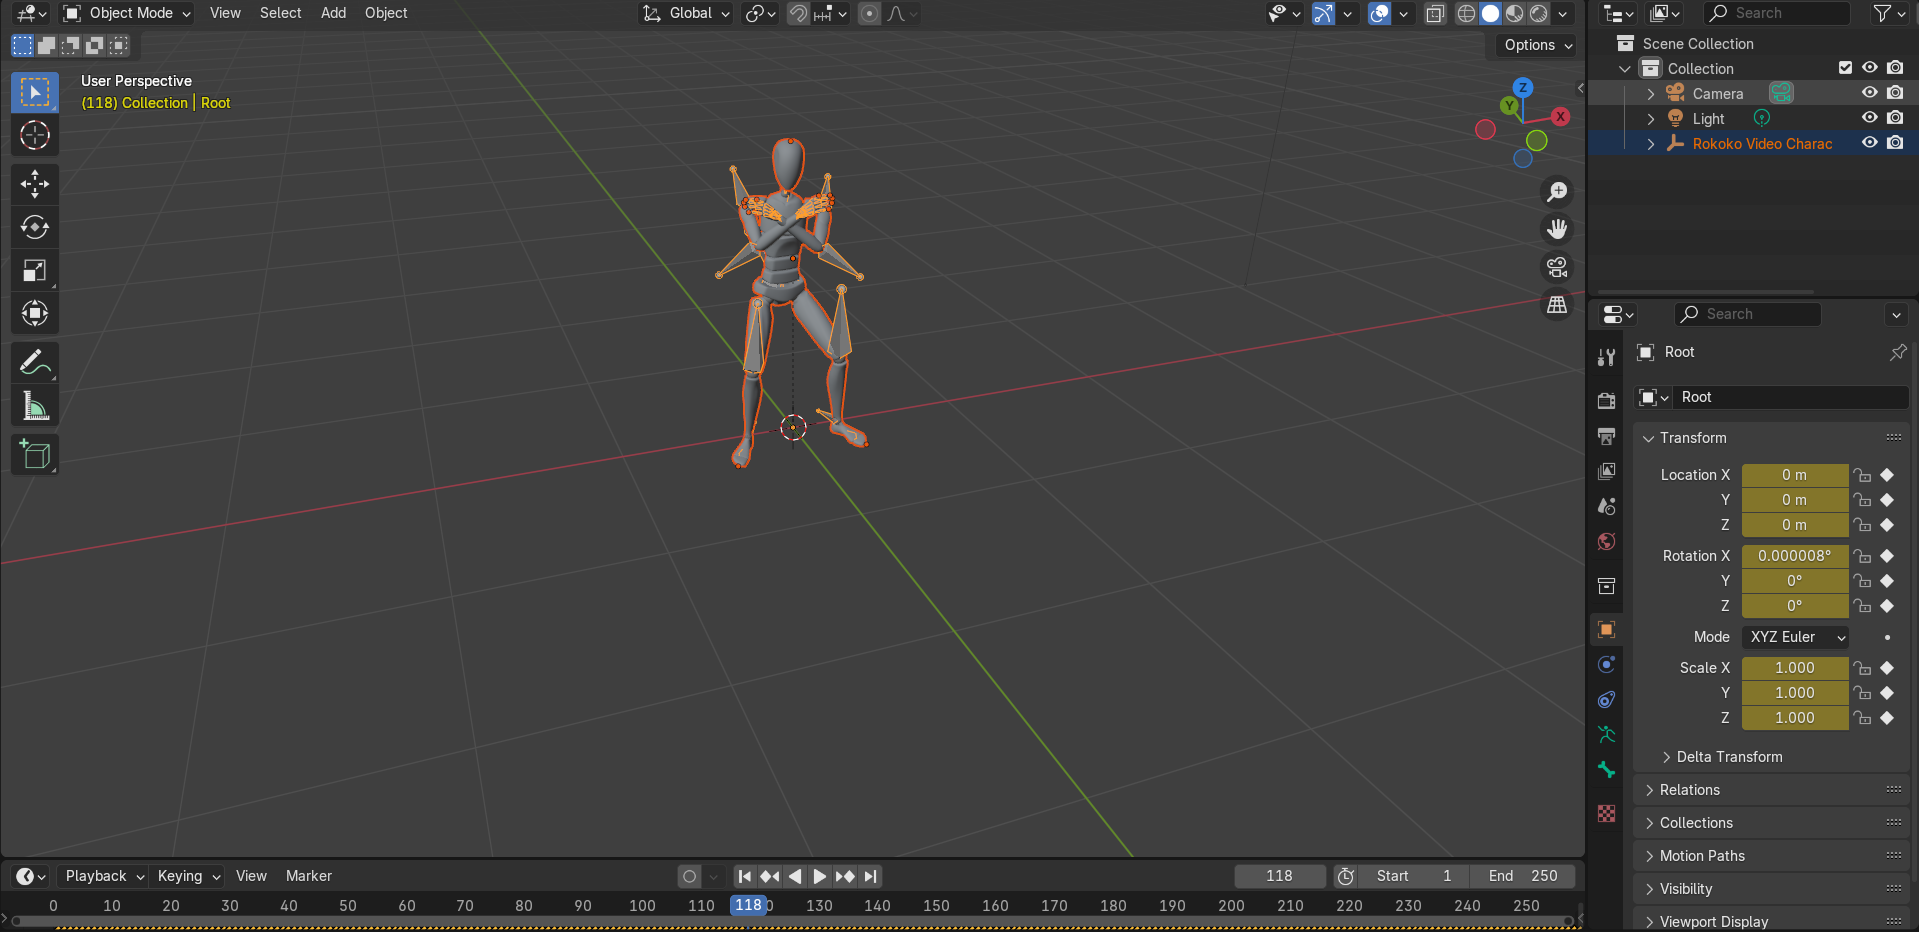 Object Mode View Select Add Object Global
Search
Options
User Perspective
(118) Collection | Root
Z
Y
X
Scene Collection
Collection
Camera
Light
Rokoko Video Charac
Search
Root
Root
Transform
Location X 0 m
Y 0 m
Z 0 m
Rotation X 0.000008°
Y 0°
Z 0°
Mode XYZ Euler
Scale X 1.000
Y 1.000
Z 1.000
Delta Transform
Relations
Collections
Motion Paths
Visibility
Viewport Display
Playback Keying View Marker 118 Start 1 End 250
0 10 20 30 40 50 60 70 80 90 100 110 118 130 140 150 160 170 180 190 200 210 220 230 240 250